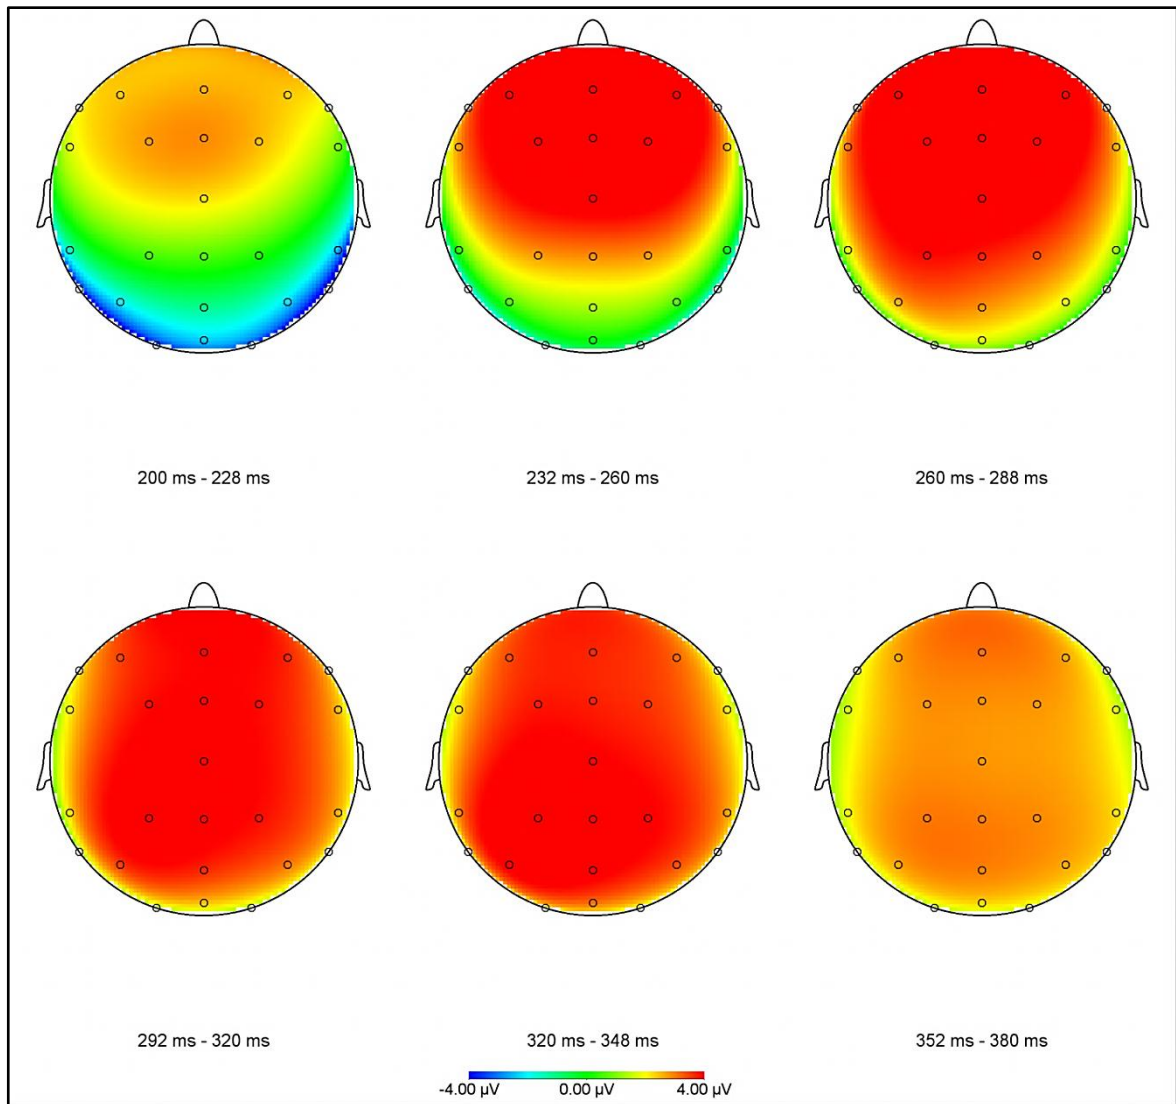 200 ms - 228 ms
232 ms - 260 ms
260 ms - 288 ms
292 ms - 320 ms
320 ms - 348 ms
352 ms - 380 ms
-4.00 µV
0.00 µV
4.00 µV